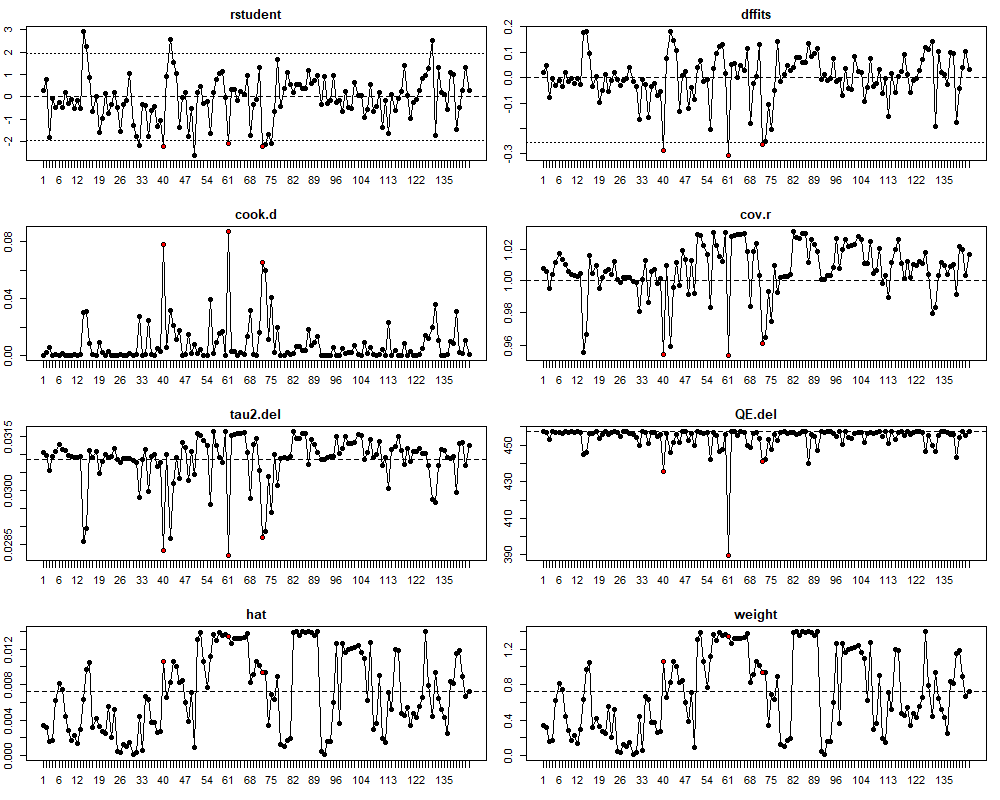 rstudent
3
2
1
0
-1
-2
1 6 12 19 26 33 40 47 54 61 68 75 82 89 96 104 113 122 135
dffits
0.2
0.1
0.0
-0.1
-0.3
1 6 12 19 26 33 40 47 54 61 68 75 82 89 96 104 113 122 135
cook.d
0.08
0.04
0.00
1 6 12 19 26 33 40 47 54 61 68 75 82 89 96 104 113 122 135
cov.r
1.02
1.00
0.98
0.96
1 6 12 19 26 33 40 47 54 61 68 75 82 89 96 104 113 122 135
tau2.del
0.0315
0.0300
0.0285
1 6 12 19 26 33 40 47 54 61 68 75 82 89 96 104 113 122 135
QE.del
450
430
410
390
1 6 12 19 26 33 40 47 54 61 68 75 82 89 96 104 113 122 135
hat
0.012
0.008
0.004
0.000
1 6 12 19 26 33 40 47 54 61 68 75 82 89 96 104 113 122 135
weight
1.2
0.8
0.4
0.0
1 6 12 19 26 33 40 47 54 61 68 75 82 89 96 104 113 122 135